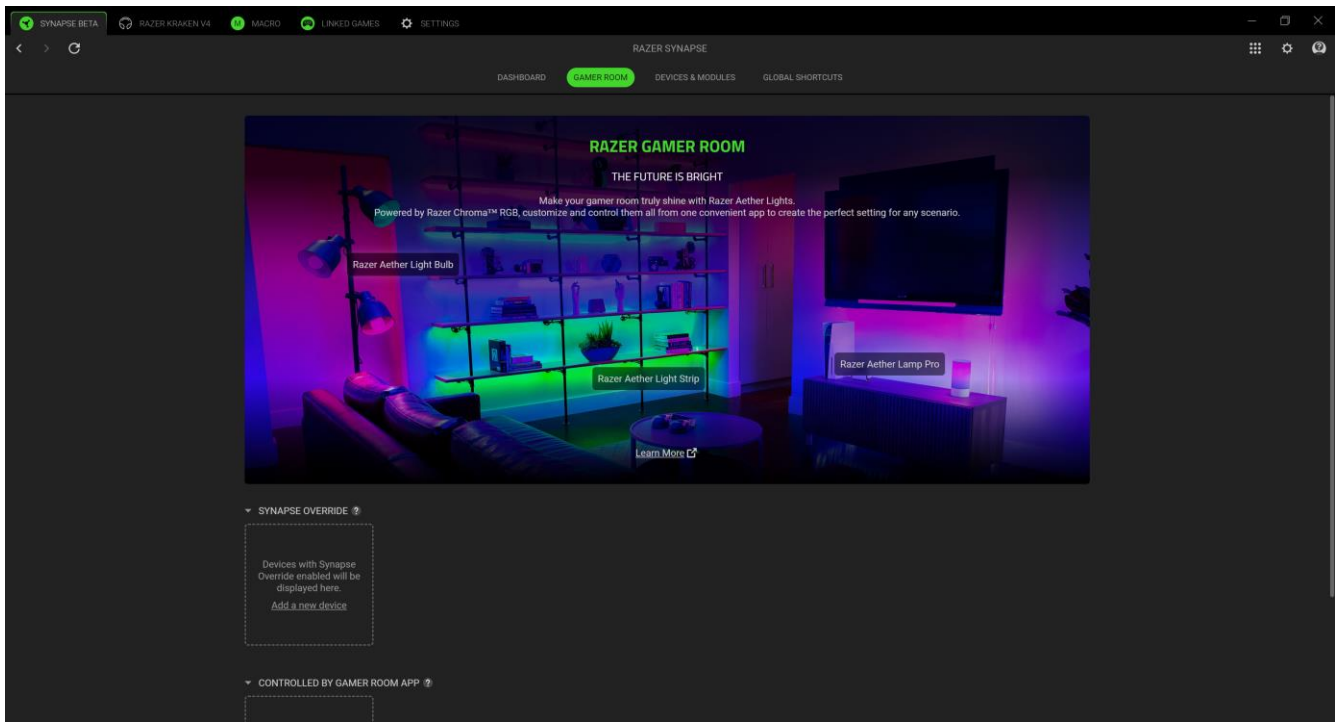 SYNAPSE BETA
RAZER KRAKEN V4
MACRO
LINKED GAMES
SETTINGS
RAZER SYNAPSE
DASHBOARD
GAMER ROOM
DEVICES & MODULES
GLOBAL SHORTCUTS
RAZER GAMER ROOM
THE FUTURE IS BRIGHT
Make your gamer room truly shine with Razer Aether Lights.
Powered by Razer Chroma™ RGB, customize and control them all from one convenient app to create the perfect setting for any scenario.
Razer Aether Light Bulb
Razer Aether Lamp Pro
Razer Aether Light Strip
Learn More
SYNAPSE OVERRIDE ?
Devices with Synapse
Override enabled will be
displayed here.
Add a new device
CONTROLLED BY GAMER ROOM APP ?